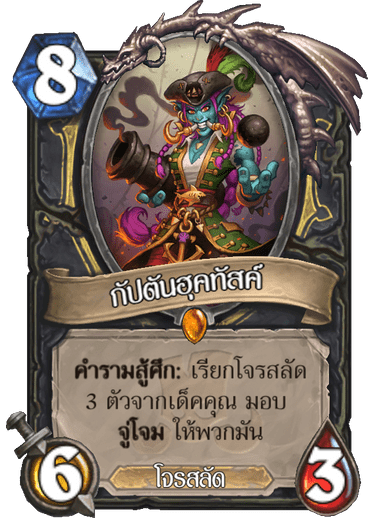 8
กัปตันฮุคทัสค์
คำรามสู้ศึก: เรียกโจรสลัด
3 ตัวจากเด็คคุณ มอบ
จู่โจม ให้พวกมัน
6
โจรสลัด
3